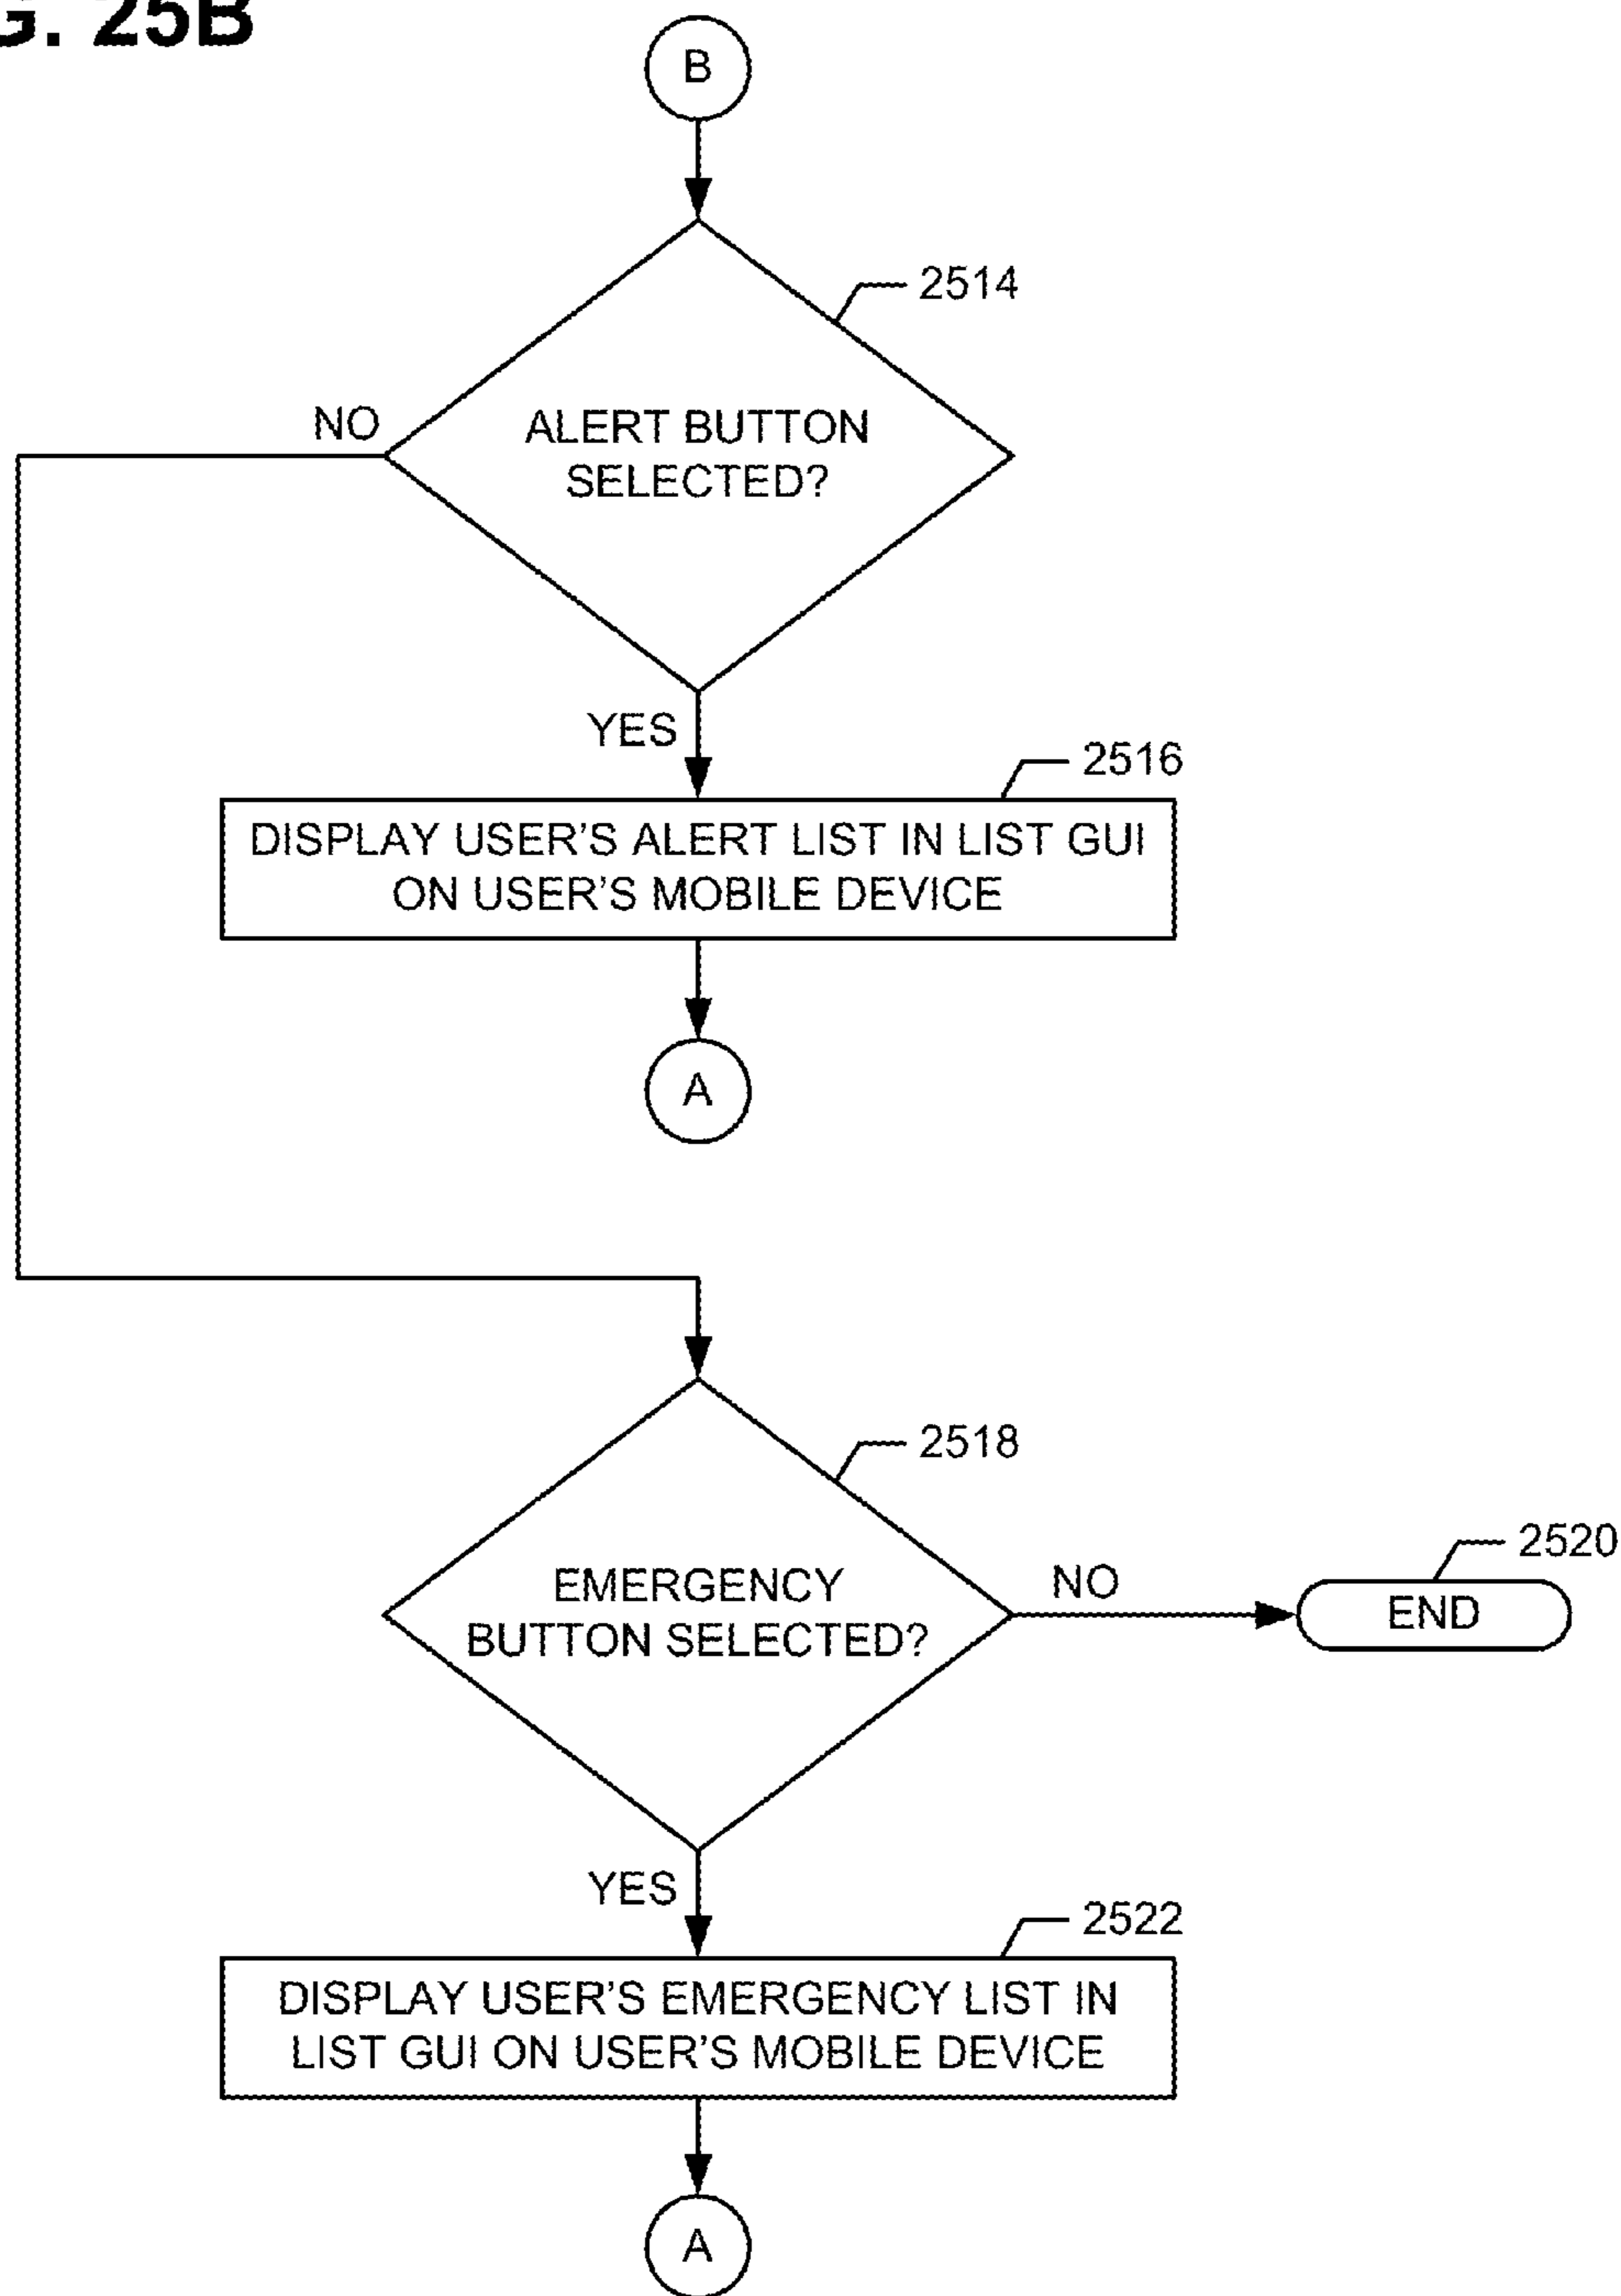 G. 25B
B
2514
NO
ALERT BUTTON
SELECTED?
YES
2516
DISPLAY USER'S ALERT LIST IN LIST GUI
ON USER'S MOBILE DEVICE
A
2518
EMERGENCY
BUTTON SELECTED?
NO
2520
END
YES
2522
DISPLAY USER'S EMERGENCY LIST IN
LIST GUI ON USER'S MOBILE DEVICE
A